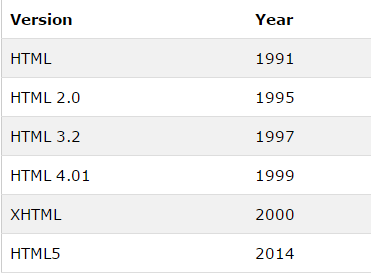 Version Year
HTML 1991
HTML 2.0 1995
HTML 3.2 1997
HTML 4.01 1999
XHTML 2000
HTML5 2014